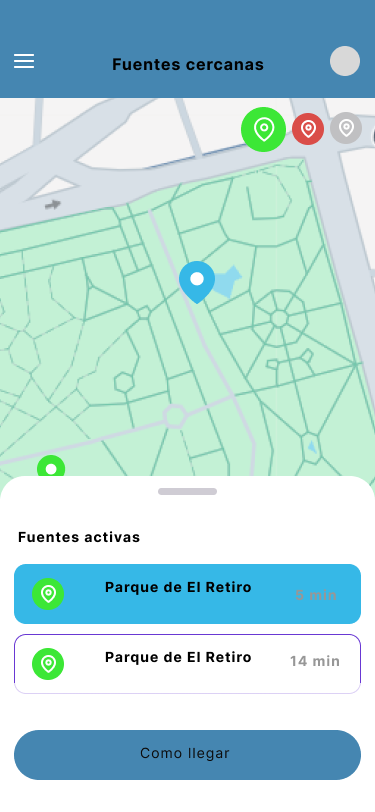 Fuentes cercanas
Fuentes activas
Parque de El Retiro
5 min
Parque de El Retiro
14 min
Como llegar